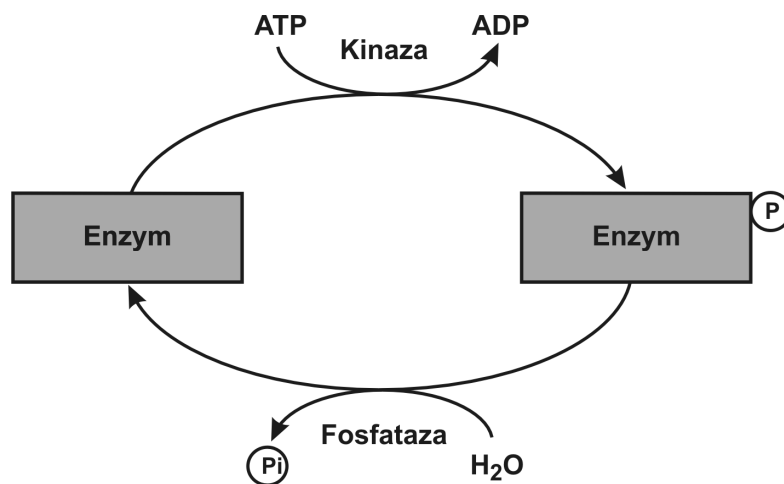 ATP
ADP
Kinaza
Enzym
Enzym
P
Fosfataza
Pi
H₂O